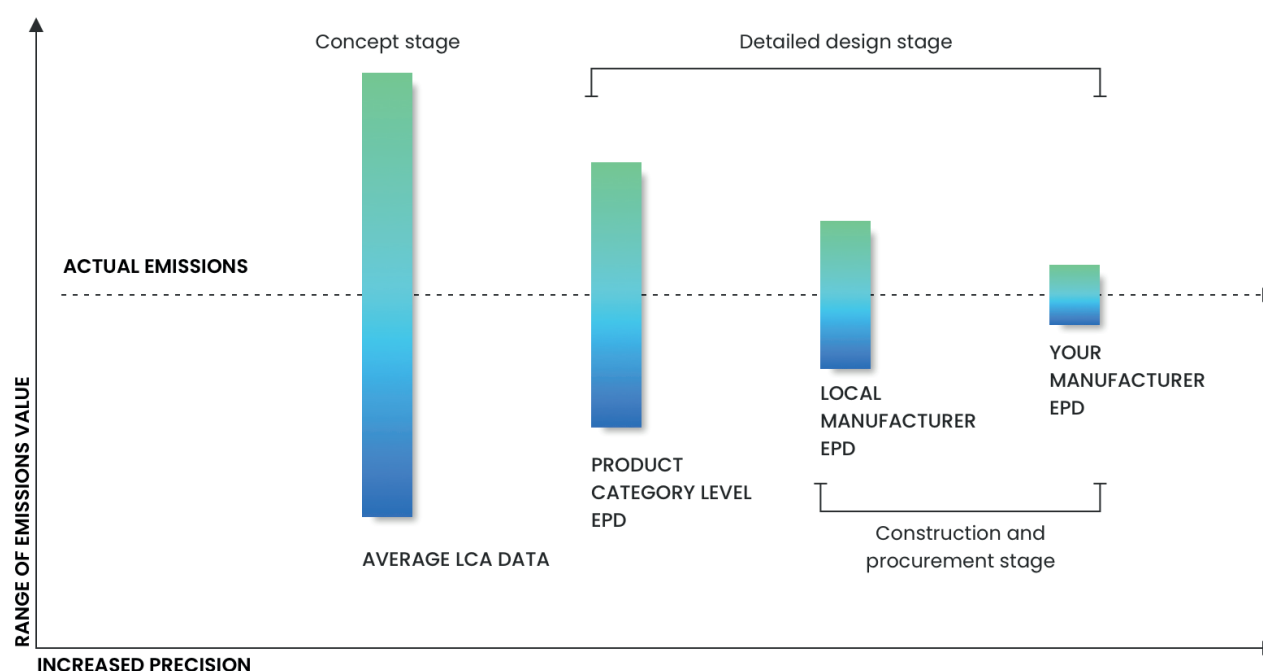 Concept stage
Detailed design stage
ACTUAL EMISSIONS
YOUR
MANUFACTURER
EPD
LOCAL
MANUFACTURER
EPD
PRODUCT
CATEGORY LEVEL
EPD
AVERAGE LCA DATA
Construction and
procurement stage
RANGE OF EMISSIONS VALUE
INCREASED PRECISION